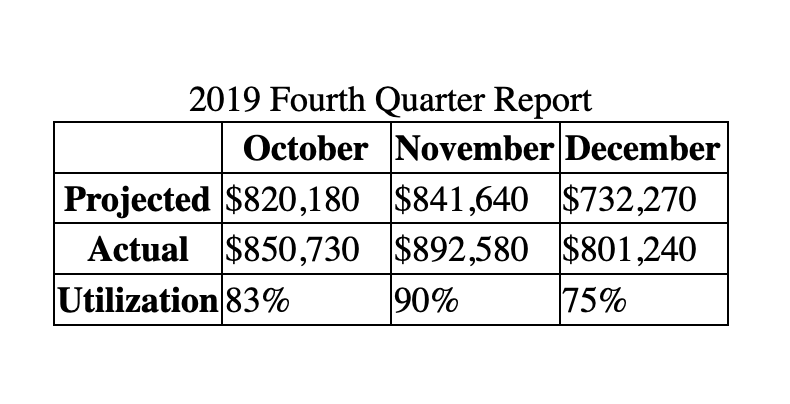 2019 Fourth Quarter Report
October November December
Projected $820,180 $841,640 $732,270
Actual $850,730 $892,580 $801,240
Utilization 83% 90% 75%